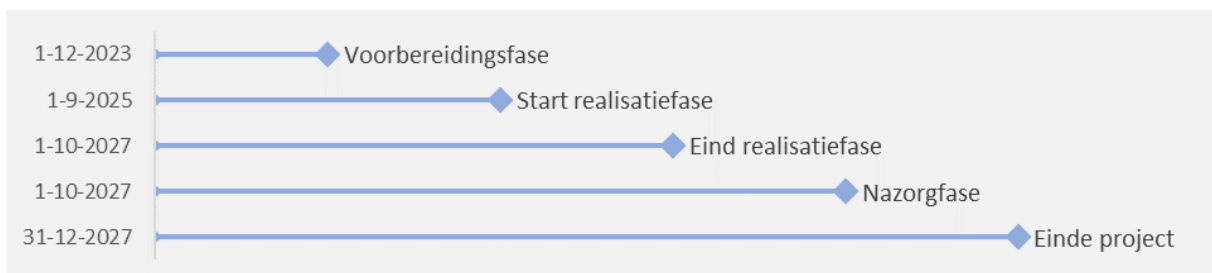 1-12-2023 Voorbereidingsfase
1-9-2025 Start realisatiefase
1-10-2027 Eind realisatiefase
1-10-2027 Nazorgfase
31-12-2027 Einde project